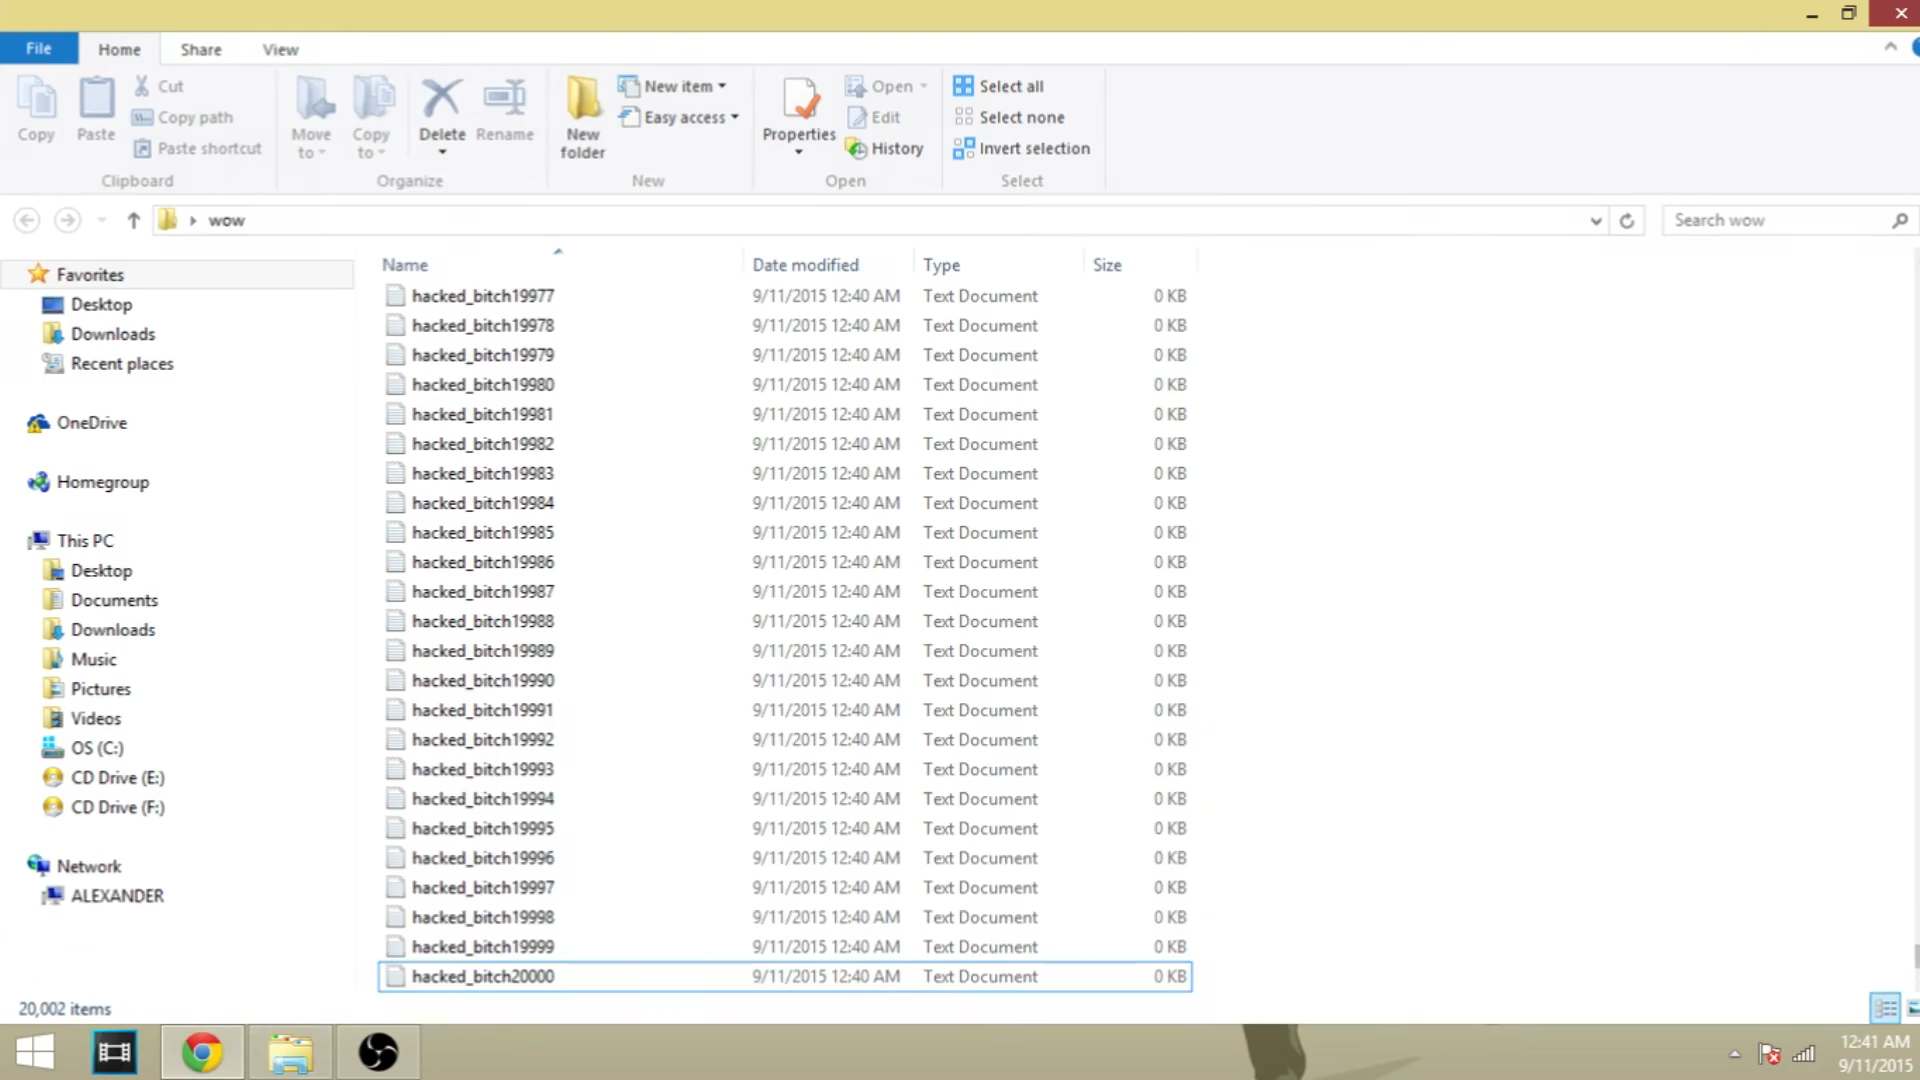 File Home Share View
Copy
Paste
Cut
Copy path
Paste shortcut
Clipboard
Move to
Copy to
Delete
Rename
Organize
New folder
New item
Easy access
New
Properties
Open
Edit
History
Open
Select all
Select none
Invert selection
Select
wow
Search wow
Favorites
Desktop
Downloads
Recent places
OneDrive
Homegroup
This PC
Desktop
Documents
Downloads
Music
Pictures
Videos
OS (C:)
CD Drive (E:)
CD Drive (F:)
Network
ALEXANDER
Name Date modified Type Size
hacked_bitch19977 9/11/2015 12:40 AM Text Document 0 KB
hacked_bitch19978 9/11/2015 12:40 AM Text Document 0 KB
hacked_bitch19979 9/11/2015 12:40 AM Text Document 0 KB
hacked_bitch19980 9/11/2015 12:40 AM Text Document 0 KB
hacked_bitch19981 9/11/2015 12:40 AM Text Document 0 KB
hacked_bitch19982 9/11/2015 12:40 AM Text Document 0 KB
hacked_bitch19983 9/11/2015 12:40 AM Text Document 0 KB
hacked_bitch19984 9/11/2015 12:40 AM Text Document 0 KB
hacked_bitch19985 9/11/2015 12:40 AM Text Document 0 KB
hacked_bitch19986 9/11/2015 12:40 AM Text Document 0 KB
hacked_bitch19987 9/11/2015 12:40 AM Text Document 0 KB
hacked_bitch19988 9/11/2015 12:40 AM Text Document 0 KB
hacked_bitch19989 9/11/2015 12:40 AM Text Document 0 KB
hacked_bitch19990 9/11/2015 12:40 AM Text Document 0 KB
hacked_bitch19991 9/11/2015 12:40 AM Text Document 0 KB
hacked_bitch19992 9/11/2015 12:40 AM Text Document 0 KB
hacked_bitch19993 9/11/2015 12:40 AM Text Document 0 KB
hacked_bitch19994 9/11/2015 12:40 AM Text Document 0 KB
hacked_bitch19995 9/11/2015 12:40 AM Text Document 0 KB
hacked_bitch19996 9/11/2015 12:40 AM Text Document 0 KB
hacked_bitch19997 9/11/2015 12:40 AM Text Document 0 KB
hacked_bitch19998 9/11/2015 12:40 AM Text Document 0 KB
hacked_bitch19999 9/11/2015 12:40 AM Text Document 0 KB
hacked_bitch20000 9/11/2015 12:40 AM Text Document 0 KB
20,002 items
12:41 AM
9/11/2015